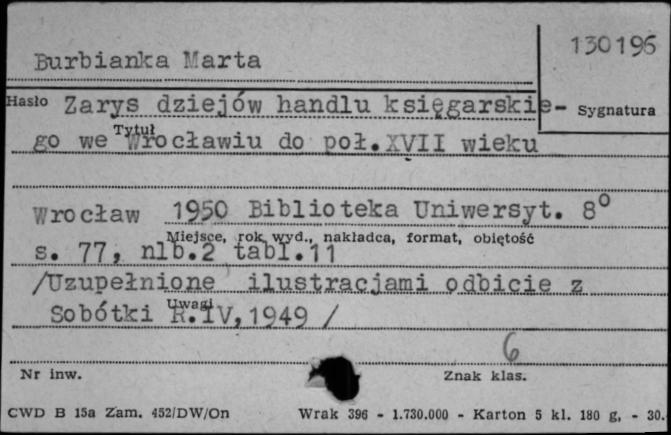 130196
Burbianka Marta
Hasło Zarys dziejów handlu księgarskie- Sygnatura
Tytuł
go we Wrocławiu do poł.XVII wieku
Wrocław 1950 Biblioteka Uniwersyt. 8°
Miejsce, rok wyd., nakładca, format, objętość
s. 77, nlb.2 tabl.11
/Uzupełnione ilustracjami odbicie z
Uwagi
Sobótki R.IV,1949 /
6
Nr inw. Znak klas.
CWD B 15a Zam. 452/DW/On Wrak 396 - 1.730.000 - Karton 5 kl. 180 g, - 30.